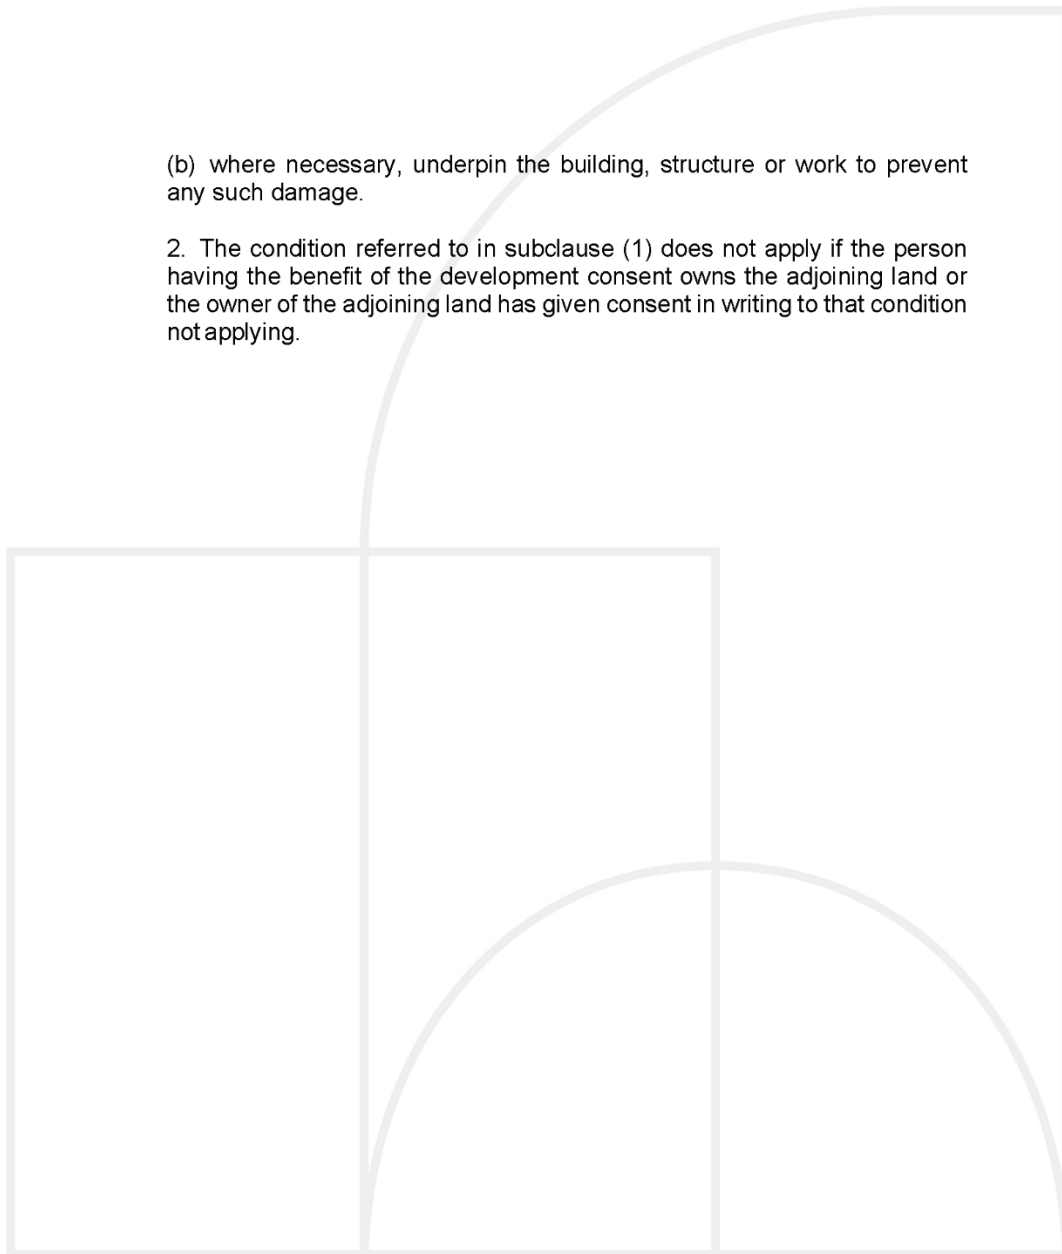 (b) where necessary, underpin the building, structure or work to prevent
any such damage.
2. The condition referred to in subclause (1) does not apply if the person
having the benefit of the development consent owns the adjoining land or
the owner of the adjoining land has given consent in writing to that condition
not applying.